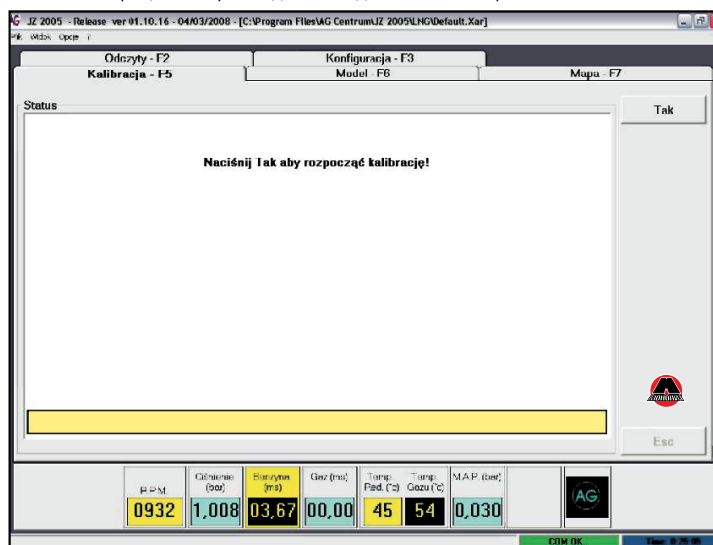 JZ 2005 - Release ver 01.10.16 - 04/03/2008 - [C:\Program Files\AG Centrum\JZ 2005\LNG\Default.Xar]
Plik Widok Opcje ?
Odczyty - F2
Konfiguracja - F3
Kalibracja - F5
Model - F6
Mapa - F7
Status
Tak
Naciśnij Tak aby rozpocząć kalibrację!
Esc
R.P.M.
Ciśnienie (bar)
Benzyna (ms)
Gaz (ms)
Temp. Red. (°c)
Temp. Gazu (°c)
M.A.P. (bar)
0932
1,008
03,67
00,00
45
54
0,030
AG
COM OK